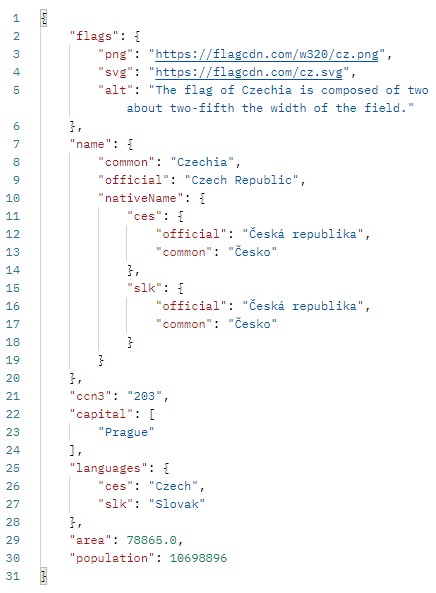 1 {
2 "flags": {
3 "png": "https://flagcdn.com/w320/cz.png",
4 "svg": "https://flagcdn.com/cz.svg",
5 "alt": "The flag of Czechia is composed of two
about two-fifth the width of the field."
6 },
7 "name": {
8 "common": "Czechia",
9 "official": "Czech Republic",
10 "nativeName": {
11 "ces": {
12 "official": "Česká republika",
13 "common": "Česko"
14 },
15 "slk": {
16 "official": "Česká republika",
17 "common": "Česko"
18 }
19 }
20 },
21 "ccn3": "203",
22 "capital": [
23 "Prague"
24 ],
25 "languages": {
26 "ces": "Czech",
27 "slk": "Slovak"
28 },
29 "area": 78865.0,
30 "population": 10698896
31 }